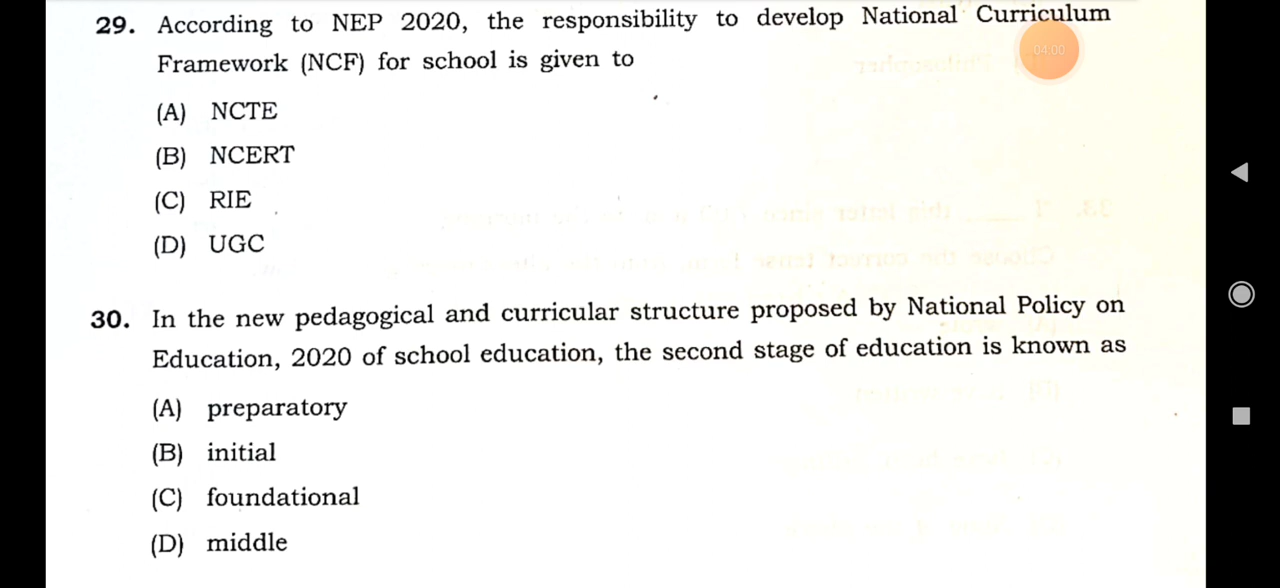 29. According to NEP 2020, the responsibility to develop National Curriculum
04:00
Framework (NCF) for school is given to
(A) NCTE
(B) NCERT
(C) RIE
(D) UGC
30. In the new pedagogical and curricular structure proposed by National Policy on
Education, 2020 of school education, the second stage of education is known as
(A) preparatory
(B) initial
(C) foundational
(D) middle